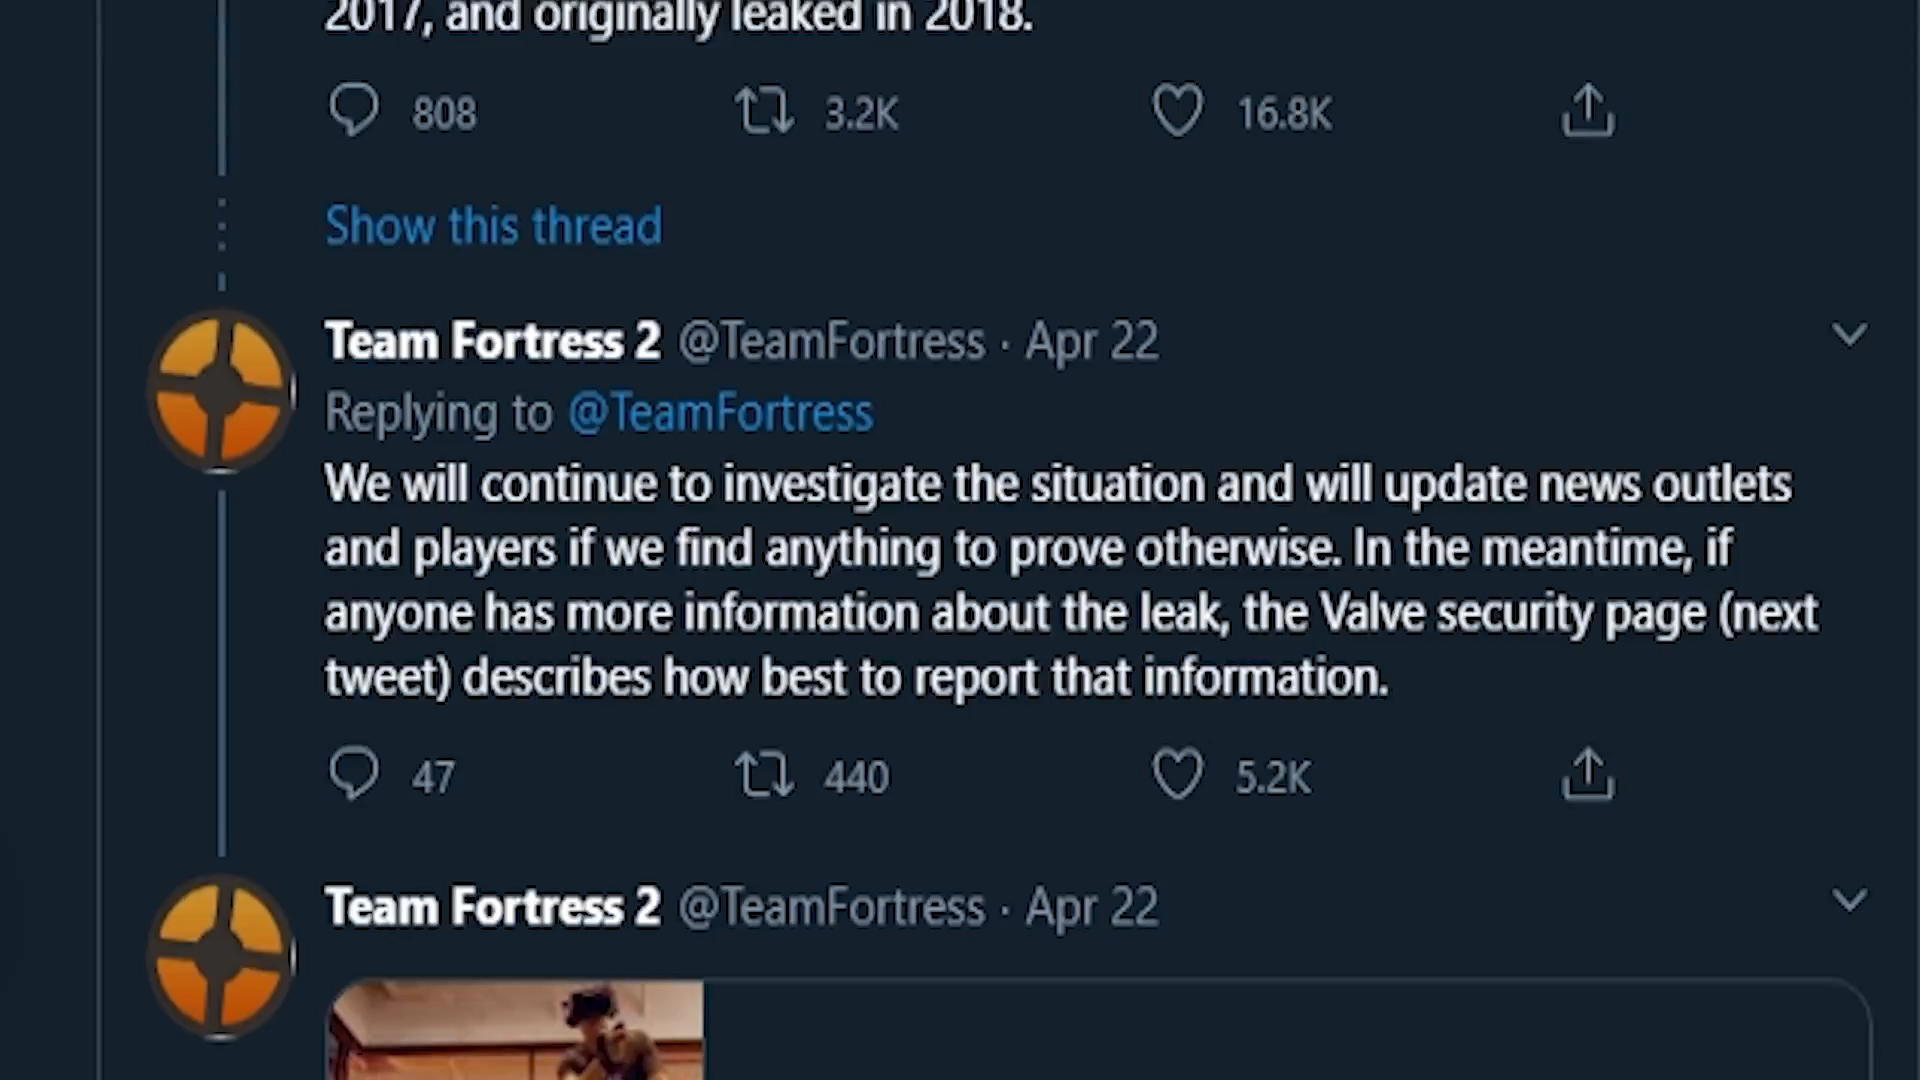 2017, and originally leaked in 2018.
808 3.2K 16.8K
Show this thread
Team Fortress 2 @TeamFortress · Apr 22
Replying to @TeamFortress
We will continue to investigate the situation and will update news outlets
and players if we find anything to prove otherwise. In the meantime, if
anyone has more information about the leak, the Valve security page (next
tweet) describes how best to report that information.
47 440 5.2K
Team Fortress 2 @TeamFortress · Apr 22